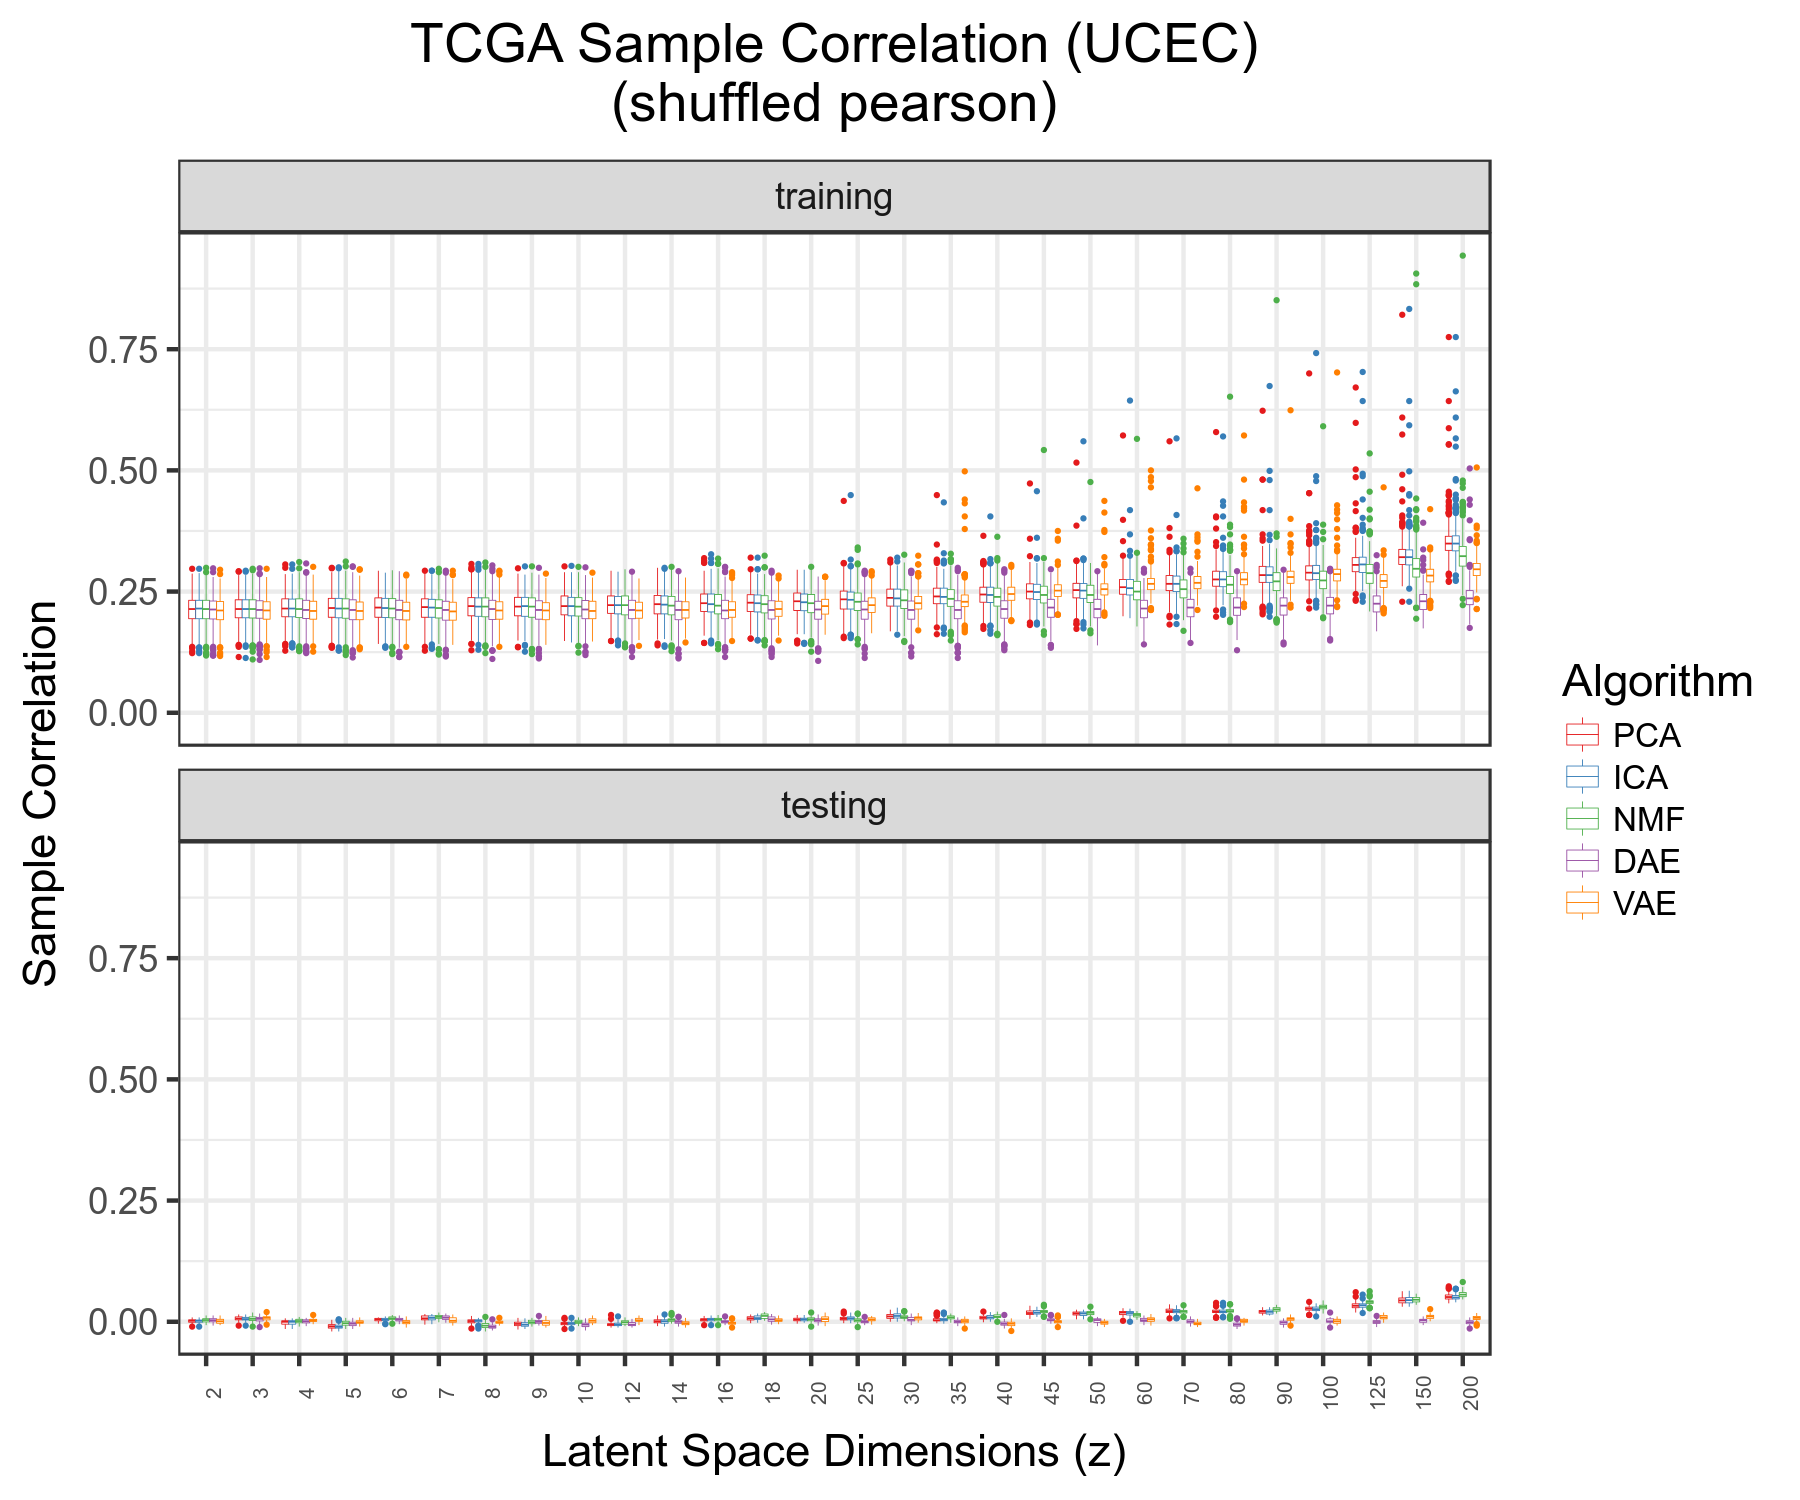 TCGA Sample Correlation (UCEC)
(shuffled pearson)
training
0.75
0.50
0.25
0.00
testing
0.75
0.50
0.25
0.00
Sample Correlation
2 3 4 5 6 7 8 9 10 12 14 16 18 20 25 30 35 40 45 50 60 70 80 90 100 125 150 200
Latent Space Dimensions (z)
Algorithm
PCA
ICA
NMF
DAE
VAE